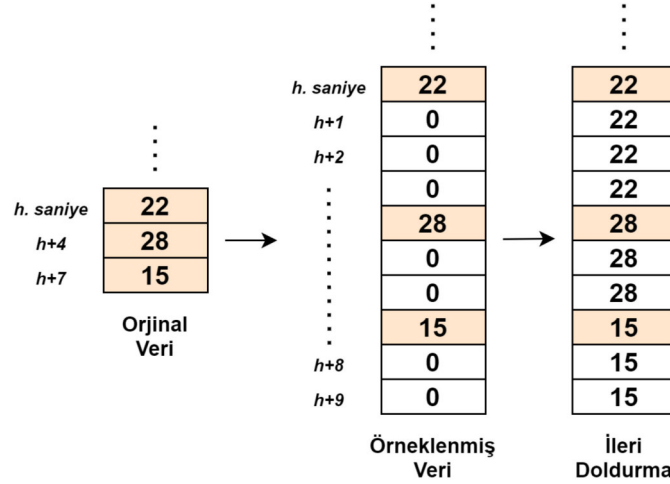 h. saniye 22
h+4 28
h+7 15
Orjinal
Veri
h. saniye 22
h+1 0
h+2 0
0
28
0
0
15
h+8 0
h+9 0
Örneklenmiş
Veri
22
22
22
22
28
28
28
15
15
15
İleri
Doldurma